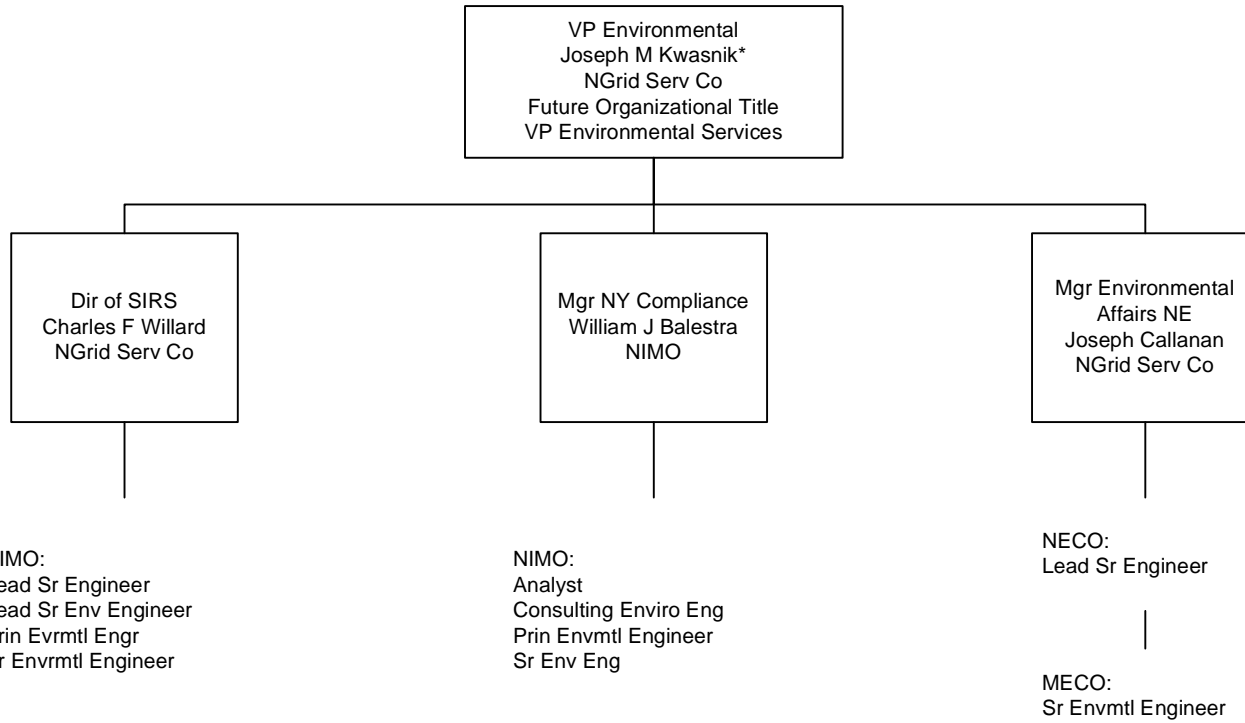 VP Environmental
Joseph M Kwasnik*
NGrid Serv Co
Future Organizational Title
VP Environmental Services
Dir of SIRS
Charles F Willard
NGrid Serv Co
Mgr NY Compliance
William J Balestra
NIMO
Mgr Environmental
Affairs NE
Joseph Callanan
NGrid Serv Co
IMO:
ead Sr Engineer
ead Sr Env Engineer
rin Evrmtl Engr
r Envrmtl Engineer
NIMO:
Analyst
Consulting Enviro Eng
Prin Envmtl Engineer
Sr Env Eng
NECO:
Lead Sr Engineer
MECO:
Sr Envmtl Engineer